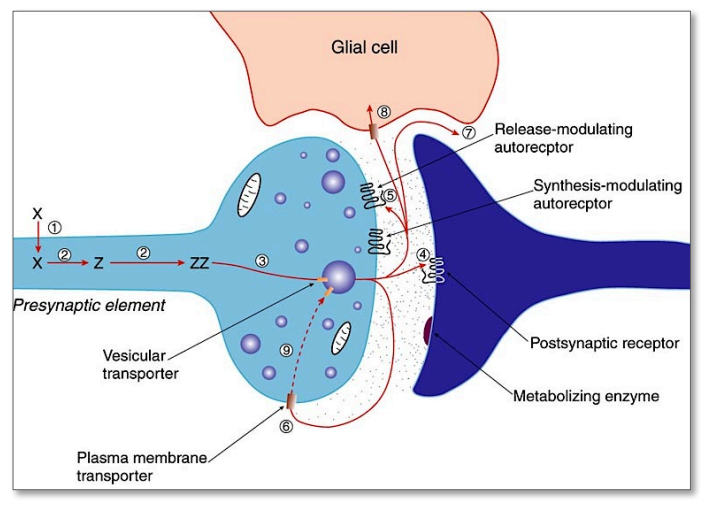 Glial cell
⑧
⑦
Release-modulating
autorecptor
⑤
Synthesis-modulating
autorecptor
X
①
X ② Z ② ZZ
③
④
Presynaptic element
Vesicular
transporter
⑨
Postsynaptic receptor
Metabolizing enzyme
⑥
Plasma membrane
transporter